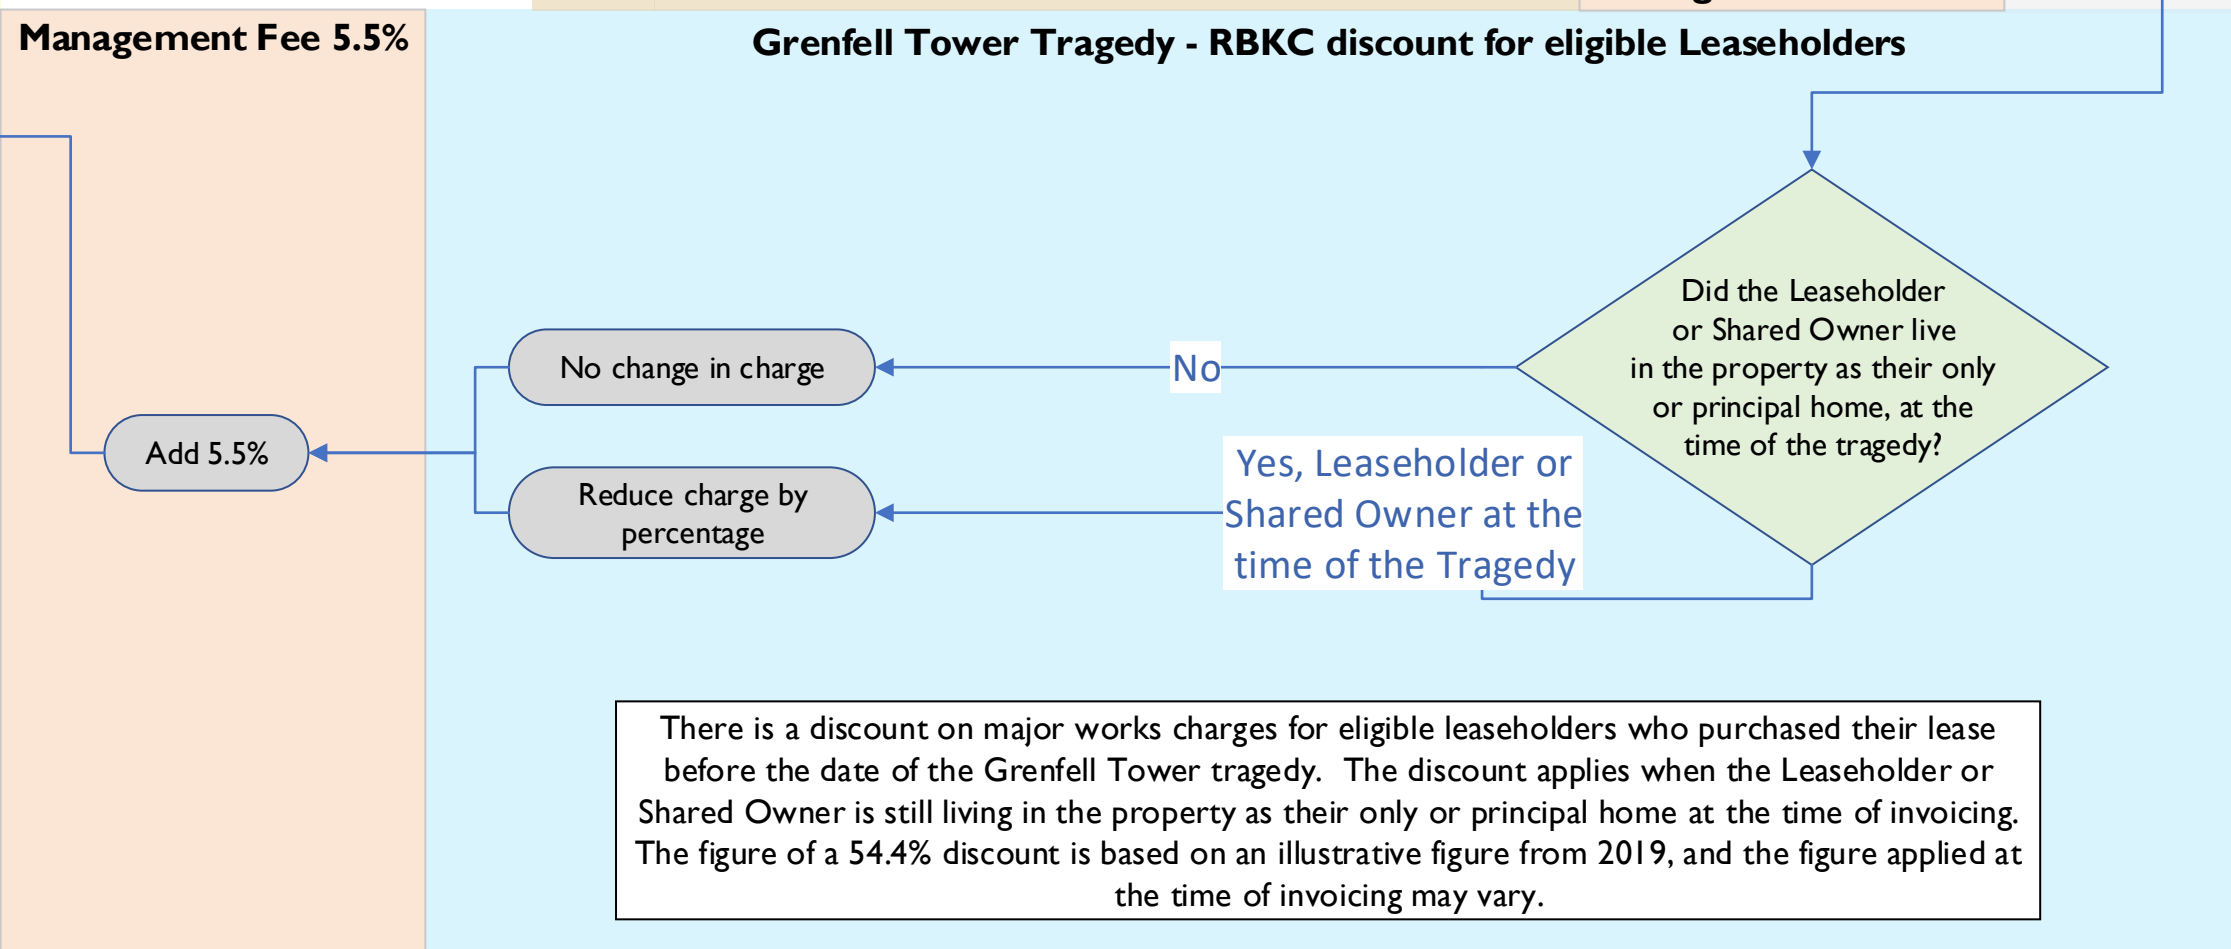 Management Fee 5.5%
Grenfell Tower Tragedy - RBKC discount for eligible Leaseholders
Did the Leaseholder
or Shared Owner live
in the property as their only
or principal home, at the
time of the tragedy?
No
No change in charge
Yes, Leaseholder or
Shared Owner at the
time of the Tragedy
Reduce charge by
percentage
Add 5.5%
There is a discount on major works charges for eligible leaseholders who purchased their lease
before the date of the Grenfell Tower tragedy.  The discount applies when the Leaseholder or
Shared Owner is still living in the property as their only or principal home at the time of invoicing.
The figure of a 54.4% discount is based on an illustrative figure from 2019, and the figure applied at
the time of invoicing may vary.